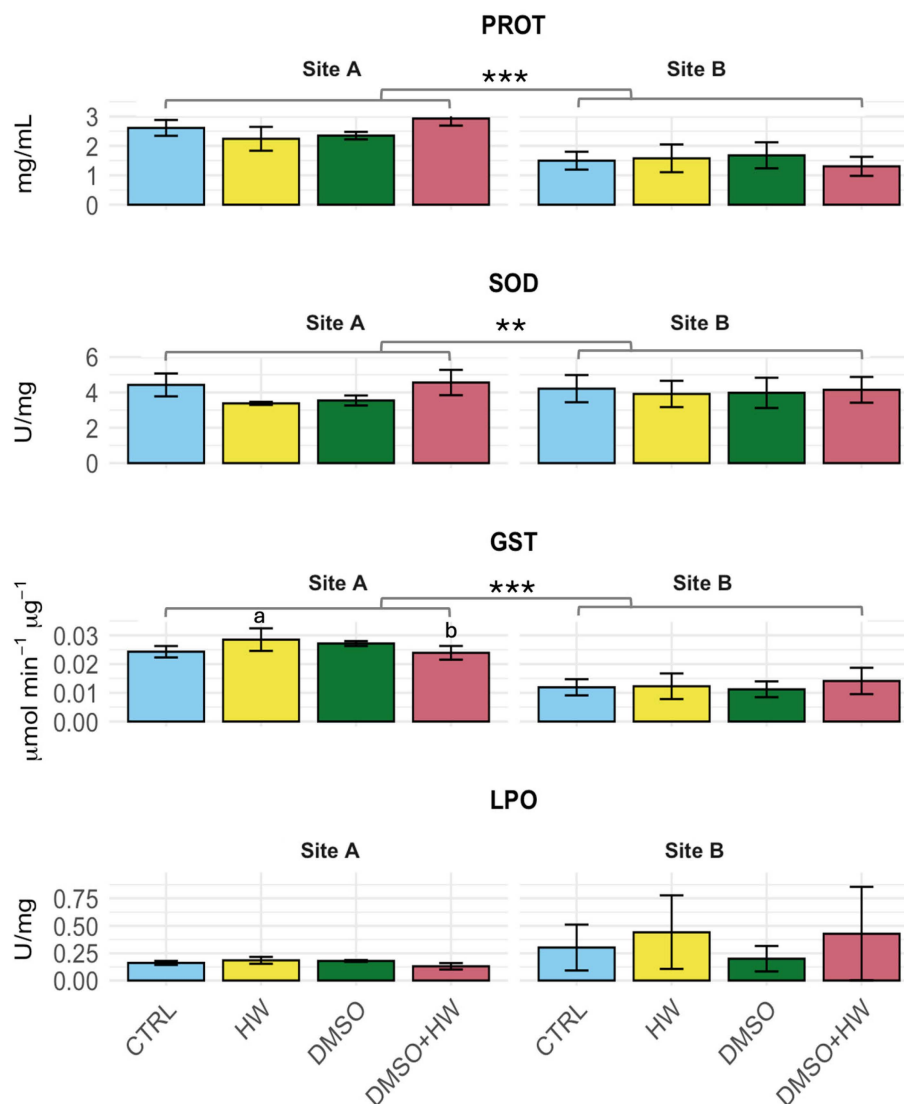 PROT
Site A *** Site B
mg/mL
3
2
1
0
SOD
Site A ** Site B
U/mg
6
4
2
0
GST
Site A *** Site B
μmol min⁻¹ μg⁻¹
a b
0.03
0.02
0.01
0.00
LPO
Site A Site B
U/mg
0.75
0.50
0.25
0.00
CTRL HW DMSO DMSO+HW CTRL HW DMSO DMSO+HW